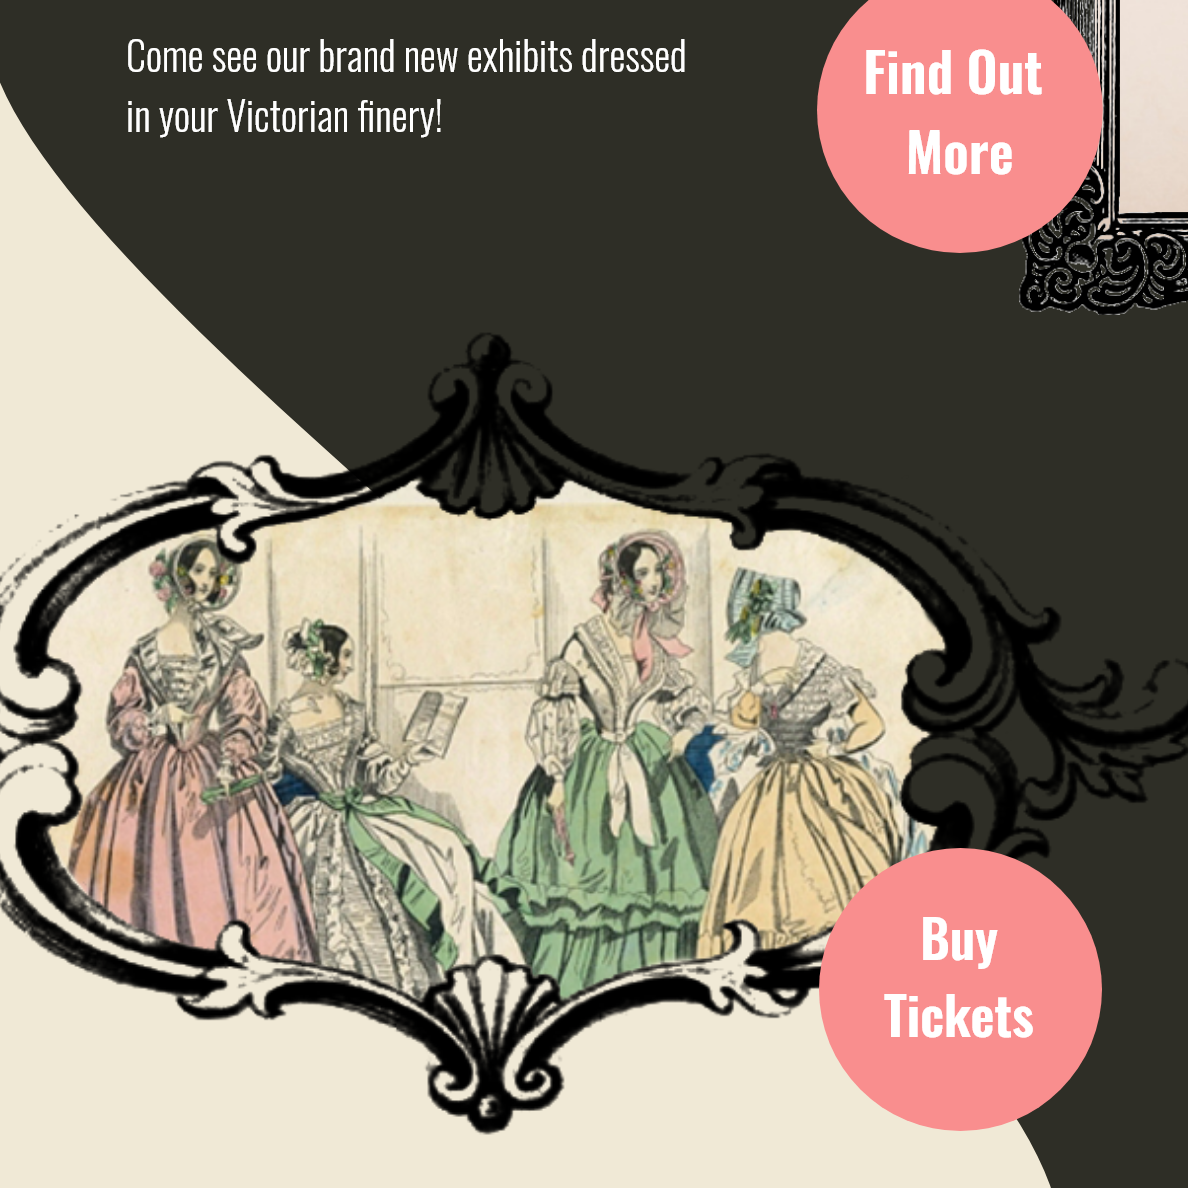 Come see our brand new exhibits dressed
in your Victorian finery!
Find Out
More
Buy
Tickets